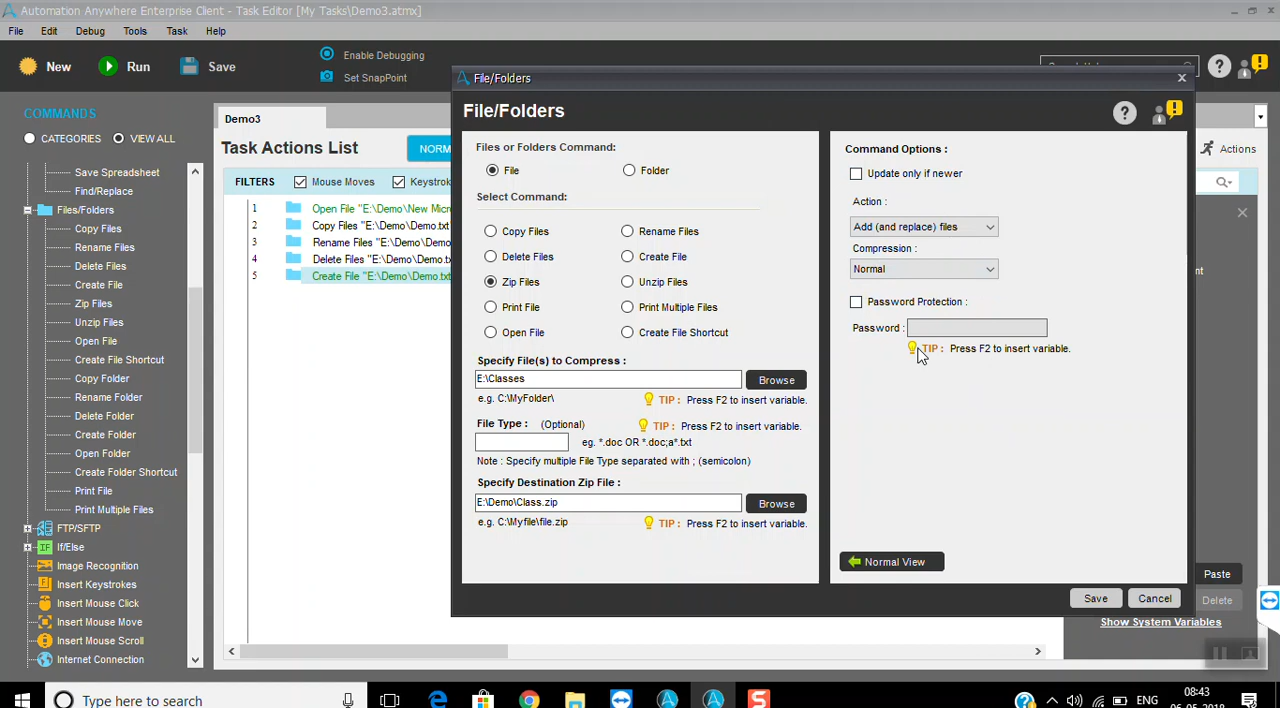 Automation Anywhere Enterprise Client - Task Editor [My Tasks\Demo3.atmx]
File Edit Debug Tools Task Help
New Run Save
Enable Debugging
Set SnapPoint
COMMANDS
CATEGORIES VIEW ALL
Save Spreadsheet
Find/Replace
Files/Folders
Copy Files
Rename Files
Delete Files
Create File
Zip Files
Unzip Files
Open File
Create File Shortcut
Copy Folder
Rename Folder
Delete Folder
Create Folder
Open Folder
Create Folder Shortcut
Print File
Print Multiple Files
FTP/SFTP
If/Else
Image Recognition
Insert Keystrokes
Insert Mouse Click
Insert Mouse Move
Insert Mouse Scroll
Internet Connection
Demo3
Task Actions List
NORM
FILTERS Mouse Moves Keystrok
1 Open File "E:\Demo\New Micr
2 Copy Files "E:\Demo\Demo.txt
3 Rename Files "E:\Demo\Demo
4 Delete Files "E:\Demo\Demo.txt
5 Create File "E:\Demo\Demo.txt
File/Folders
File/Folders
Files or Folders Command:
File Folder
Select Command:
Copy Files Rename Files
Delete Files Create File
Zip Files Unzip Files
Print File Print Multiple Files
Open File Create File Shortcut
Specify File(s) to Compress :
E:\Classes Browse
e.g. C:\MyFolder\ TIP : Press F2 to insert variable.
File Type : (Optional) TIP : Press F2 to insert variable.
eg. *.doc OR *.doc;a*.txt
Note : Specify multiple File Type separated with ; (semicolon)
Specify Destination Zip File :
E:\Demo\Class.zip Browse
e.g. C:\Myfile\file.zip TIP : Press F2 to insert variable.
Command Options :
Update only if newer
Action :
Add (and replace) files
Compression :
Normal
Password Protection :
Password :
TIP : Press F2 to insert variable.
Normal View
Save Cancel
Actions
nt
Paste
Delete
Show System Variables
Type here to search
ENG
08:43